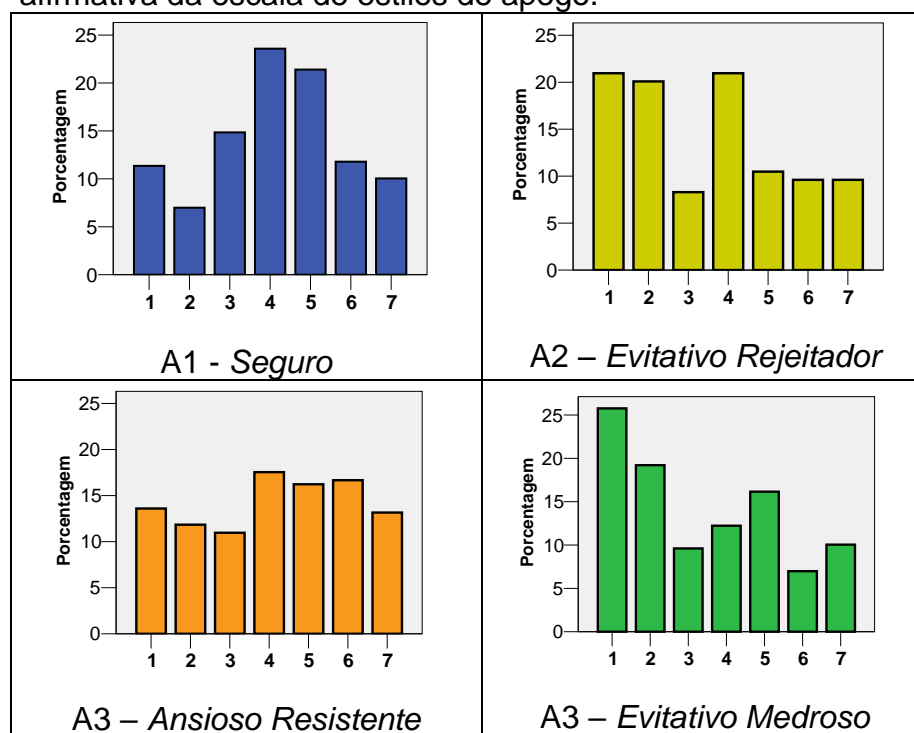 afirmativa da escala de estilos de apego.
Porcentagem
25
20
15
10
5
0
1 2 3 4 5 6 7
A1 - Seguro
Porcentagem
25
20
15
10
5
0
1 2 3 4 5 6 7
A2 – Evitativo Rejeitador
Porcentagem
25
20
15
10
5
0
1 2 3 4 5 6 7
A3 – Ansioso Resistente
Porcentagem
25
20
15
10
5
0
1 2 3 4 5 6 7
A3 – Evitativo Medroso